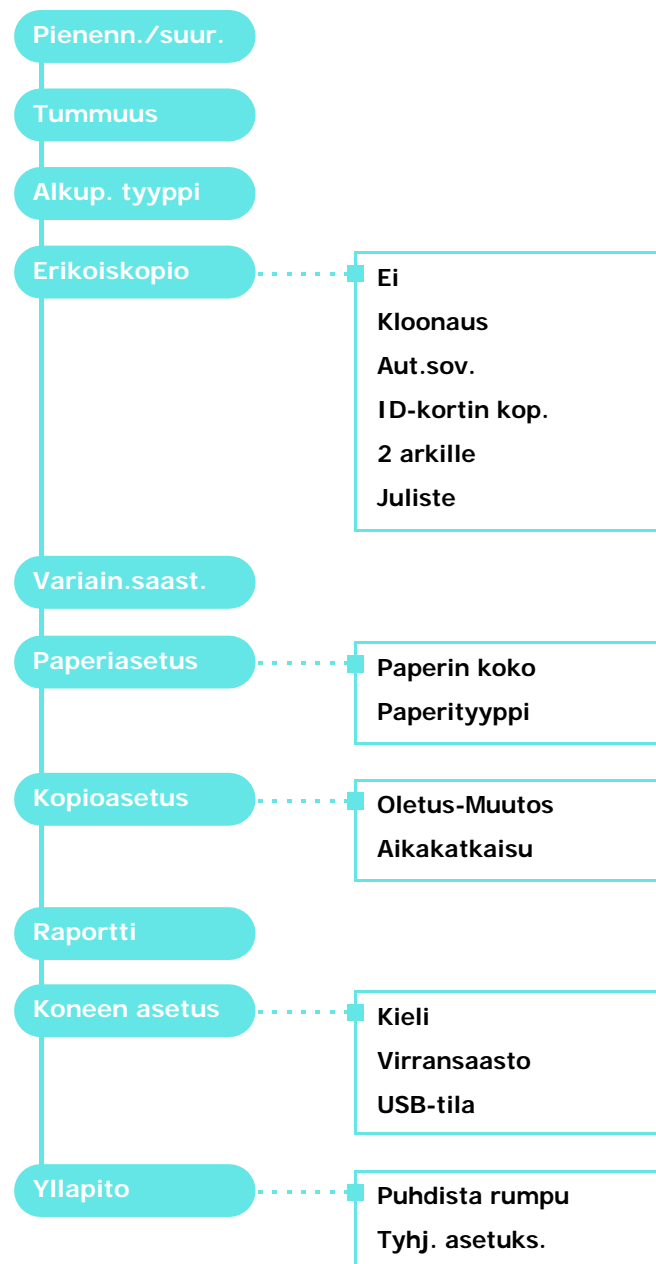 Pienenn./suur.
Tummuus
Alkup. tyyppi
Erikoiskopio
Ei
Kloonaus
Aut.sov.
ID-kortin kop.
2 arkille
Juliste
Variain.saast.
Paperiasetus
Paperin koko
Paperityyppi
Kopioasetus
Oletus-Muutos
Aikakatkaisu
Raportti
Koneen asetus
Kieli
Virransaasto
USB-tila
Yllapito
Puhdista rumpu
Tyhj. asetuks.